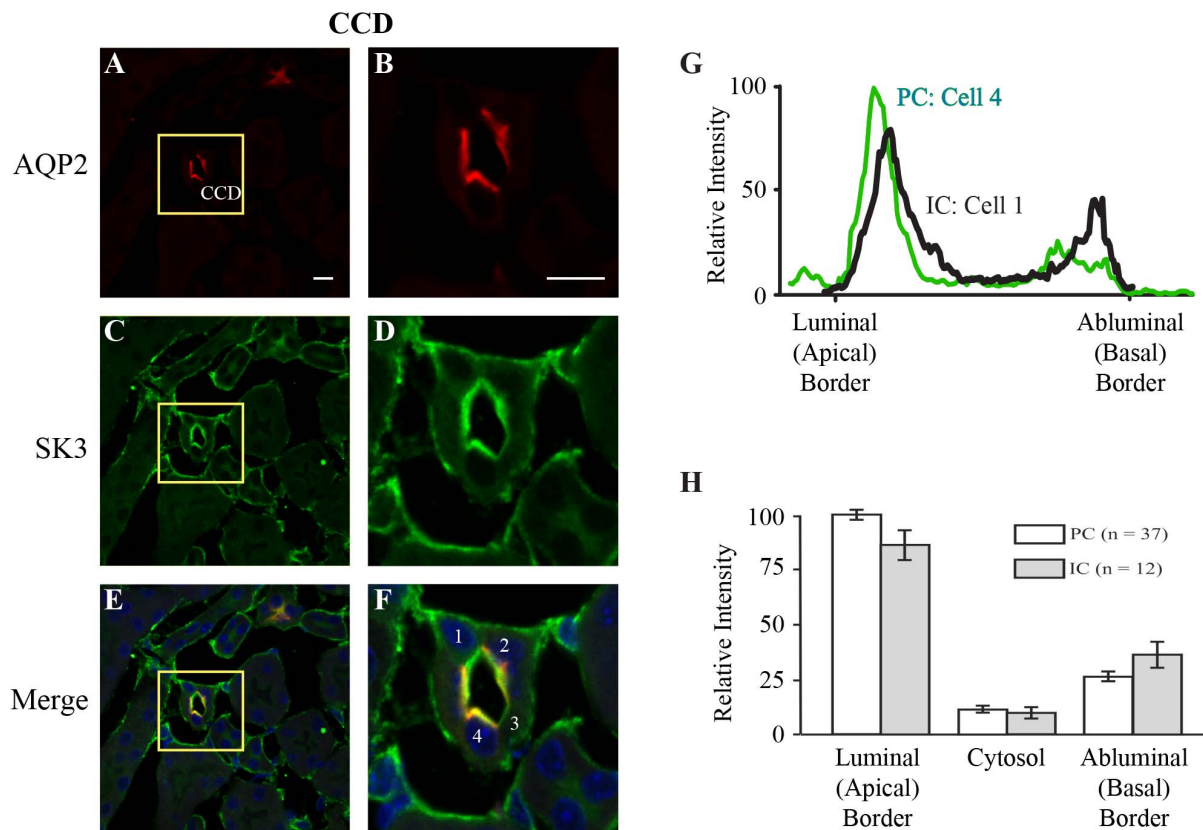 CCD
A
B
AQP2
CCD
C
D
SK3
E
F
Merge
1
2
3
4
G
100
PC: Cell 4
Relative Intensity
50
IC: Cell 1
0
Luminal
(Apical)
Border
Abluminal
(Basal)
Border
H
100
PC (n = 37)
75
IC (n = 12)
Relative Intensity
50
25
0
Luminal
(Apical)
Border
Cytosol
Abluminal
(Basal)
Border